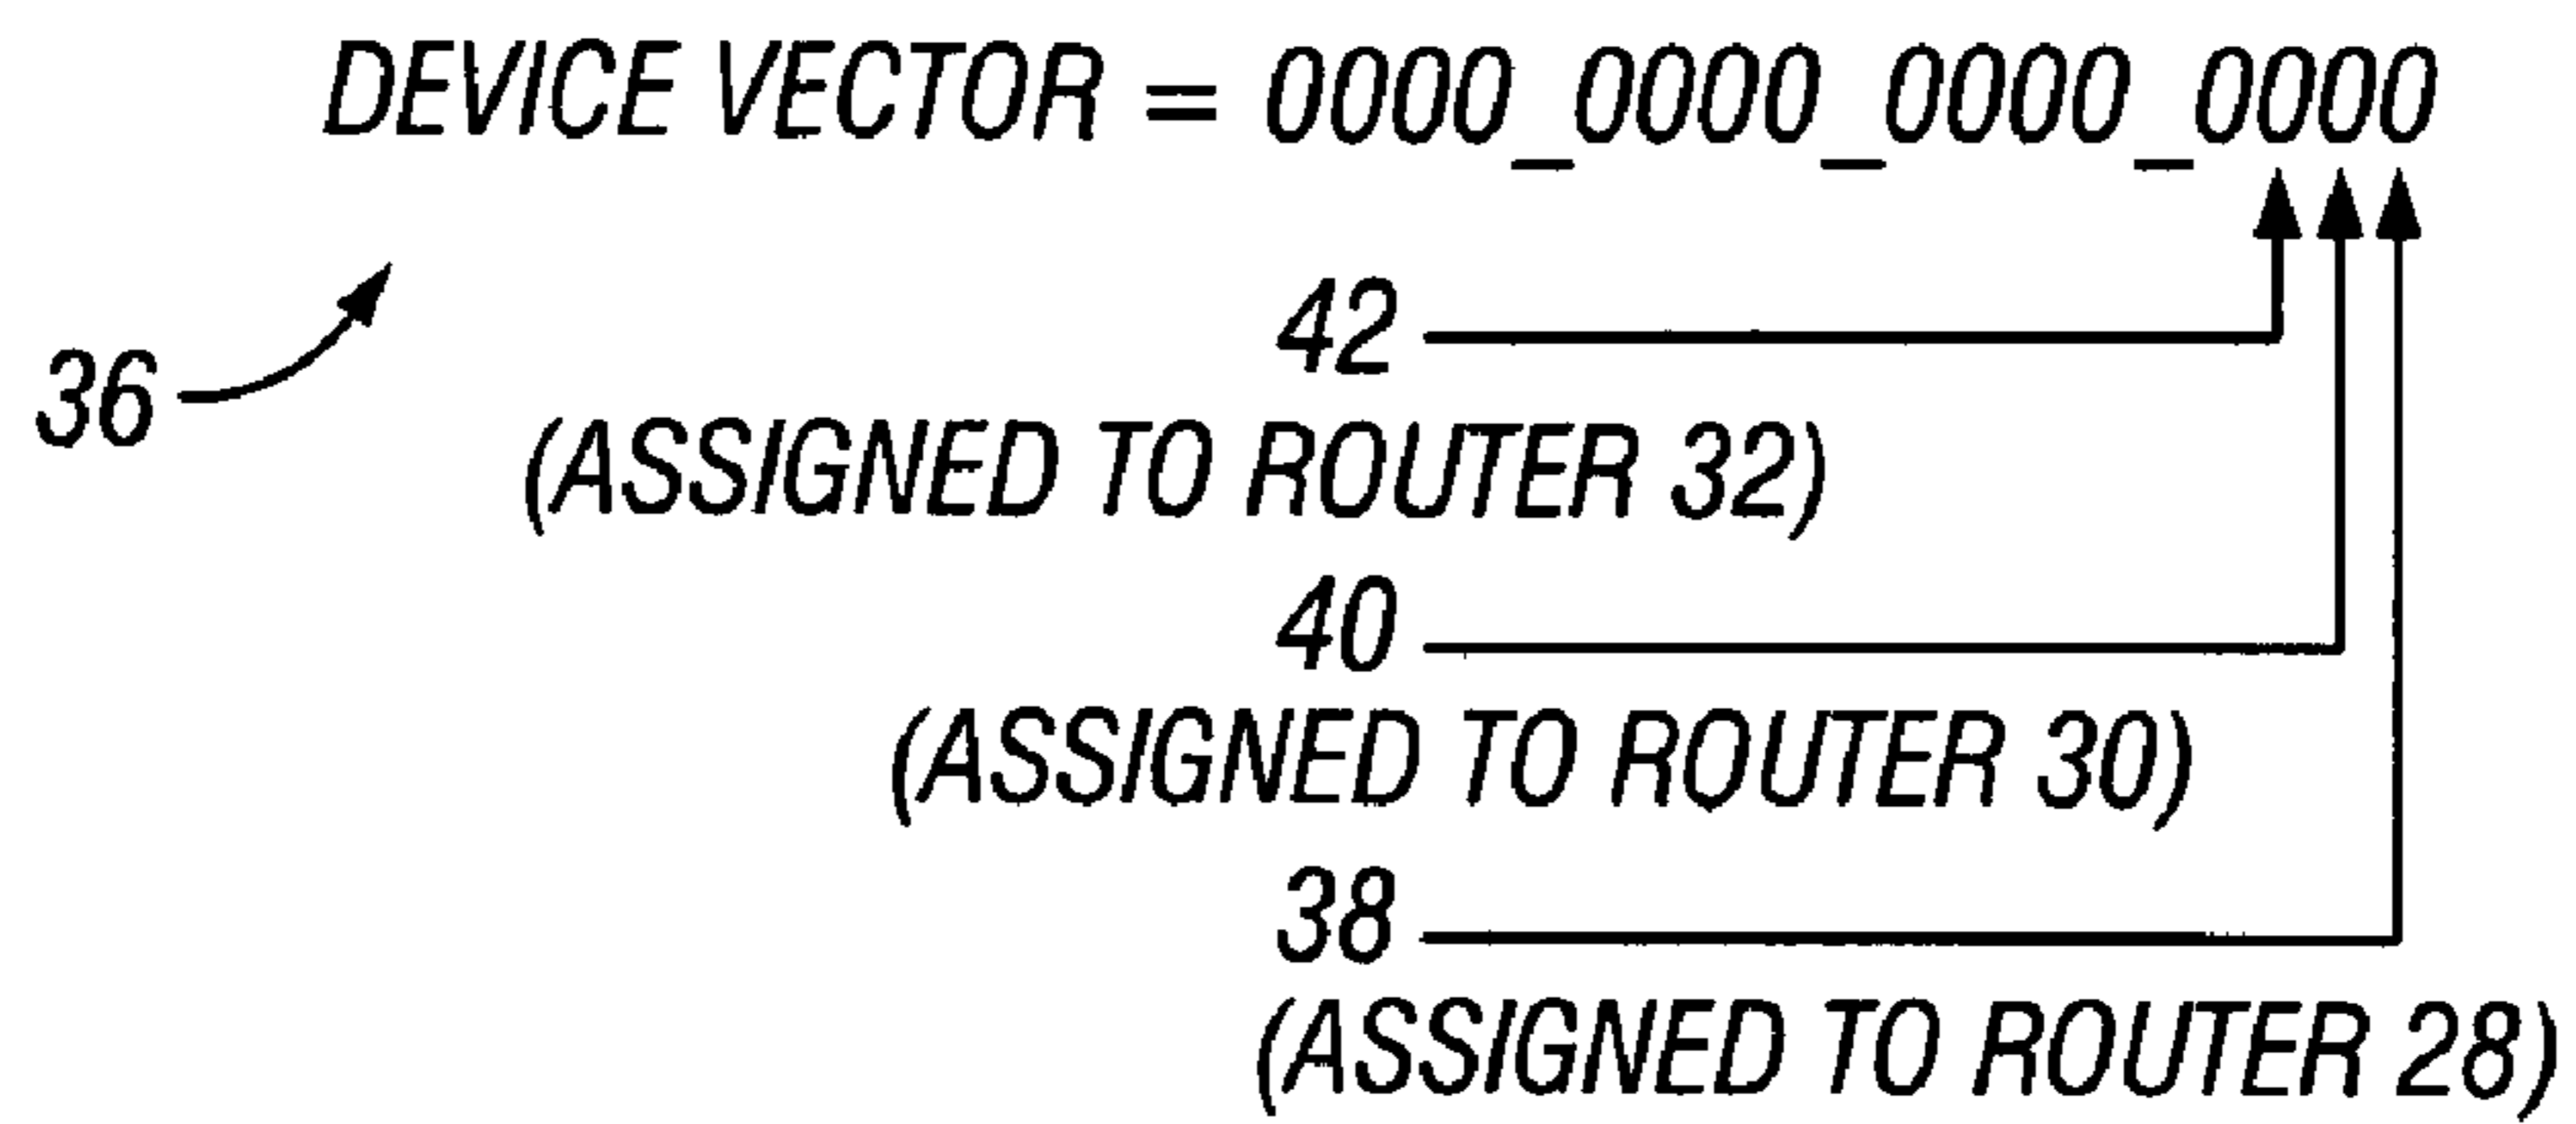 DEVICE VECTOR = 0000_0000_0000_0000
42
36
(ASSIGNED TO ROUTER 32)
40
(ASSIGNED TO ROUTER 30)
38
(ASSIGNED TO ROUTER 28)